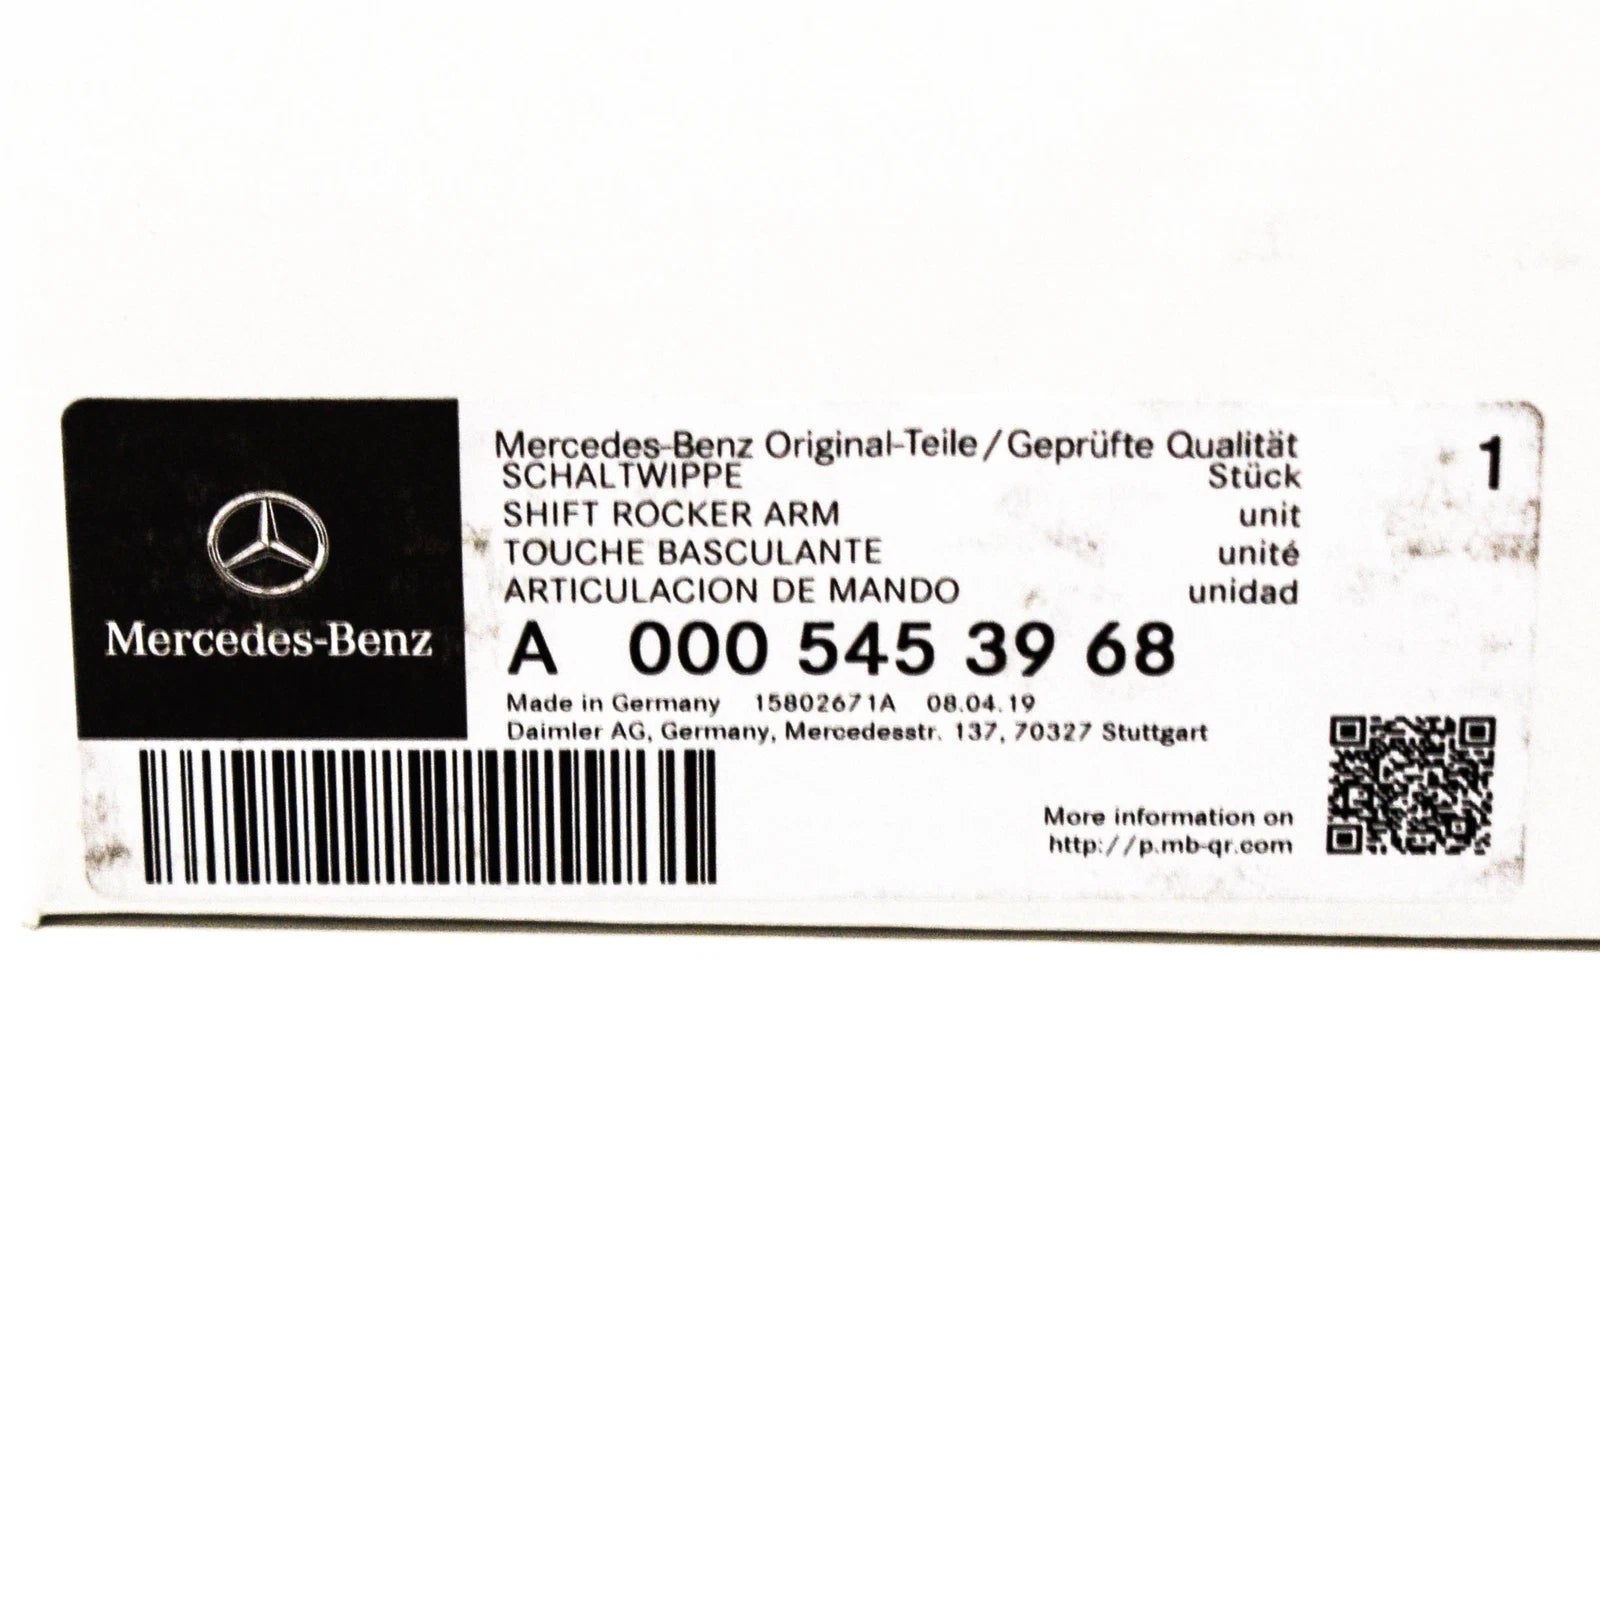 Mercedes-Benz
Mercedes-Benz Original-Teile/Geprüfte Qualität 1
SCHALTWIPPE Stück
SHIFT ROCKER ARM unit
TOUCHE BASCULANTE unité
ARTICULACION DE MANDO unidad
A 000 545 39 68
Made in Germany 15802671A 08.04.19
Daimler AG, Germany, Mercedesstr. 137, 70327 Stuttgart
More information on
http://p.mb-qr.com